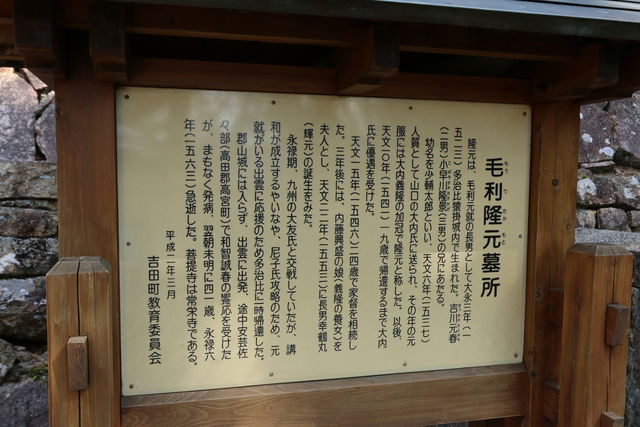 毛利隆元墓所
もう り たか もと
隆元は、毛利元就の長男として大永三年(一
五二三)多治比猿掛城内で生まれた。吉川元春
(二男)小早川隆景(三男)の兄にあたる。
幼名を少輔太郎といい、天文六年(一五三七)
人質として山口の大内氏に送られ、その年の元
服には大内義隆の加冠で隆元と称した。以後、
天文一〇年(一五四一)一九歳で帰還するまで大内
氏に優遇を受けた。
天文一五年(一五四六)二四歳で家督を相続し
た。三年後には、内藤興盛の娘(義隆の養女)を
夫人とし、天文二二年(一五五三)に長男幸鶴丸
(輝元)の誕生をみた。
永禄期、九州の大友氏と交戦していたが、講
和が成立するやいなや、尼子氏攻略のため、元
就がいる出雲に応援のため多治比に一時帰還した。
郡山城には入らず、出雲に出発、途中安芸佐
々部(高田郡高宮町)で和智誠春の饗応を受けた
が、まもなく発病、翌朝未明に四一歳、永禄六
年(一五六三)急逝した。菩提寺は常栄寺である。
平成二年三月
吉田町教育委員会